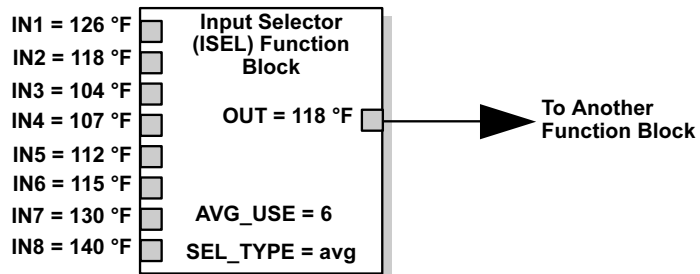 IN1 = 126 °F
IN2 = 118 °F
IN3 = 104 °F
IN4 = 107 °F
IN5 = 112 °F
IN6 = 115 °F
IN7 = 130 °F
IN8 = 140 °F
Input Selector
(ISEL) Function
Block
OUT = 118 °F
AVG_USE = 6
SEL_TYPE = avg
To Another
Function Block